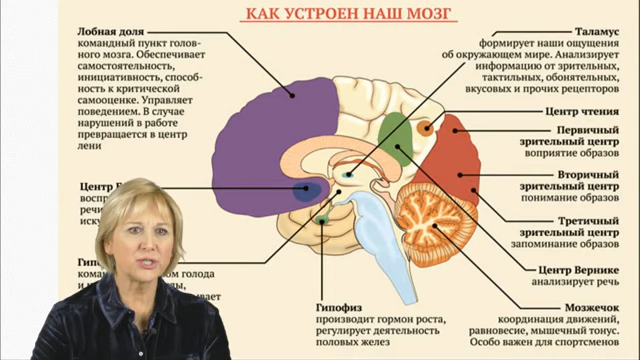 КАК УСТРОЕН НАШ МОЗГ
Лобная доля
командный пункт голов-
ного мозга. Обеспечивает
самостоятельность,
инициативность, способ-
ность к критической
самооценке. Управляет
поведением. В случае
нарушений в работе
превращается в центр
лени
Центр
Таламус
формирует наши ощущения
об окружающем мире. Анализирует
информацию от зрительных,
тактильных, обонятельных,
вкусовых и прочих рецепторов
Центр чтения
Первичный
зрительный центр
воприятие образов
Вторичный
зрительный центр
понимание образов
Третичный
зрительный центр
запоминание образов
Центр Вернике
анализирует речь
Мозжечок
координация движений,
равновесие, мышечный тонус.
Особо важен для спортсменов
Гипофиз
производит гормон роста,
регулирует деятельность
половых желез
голода